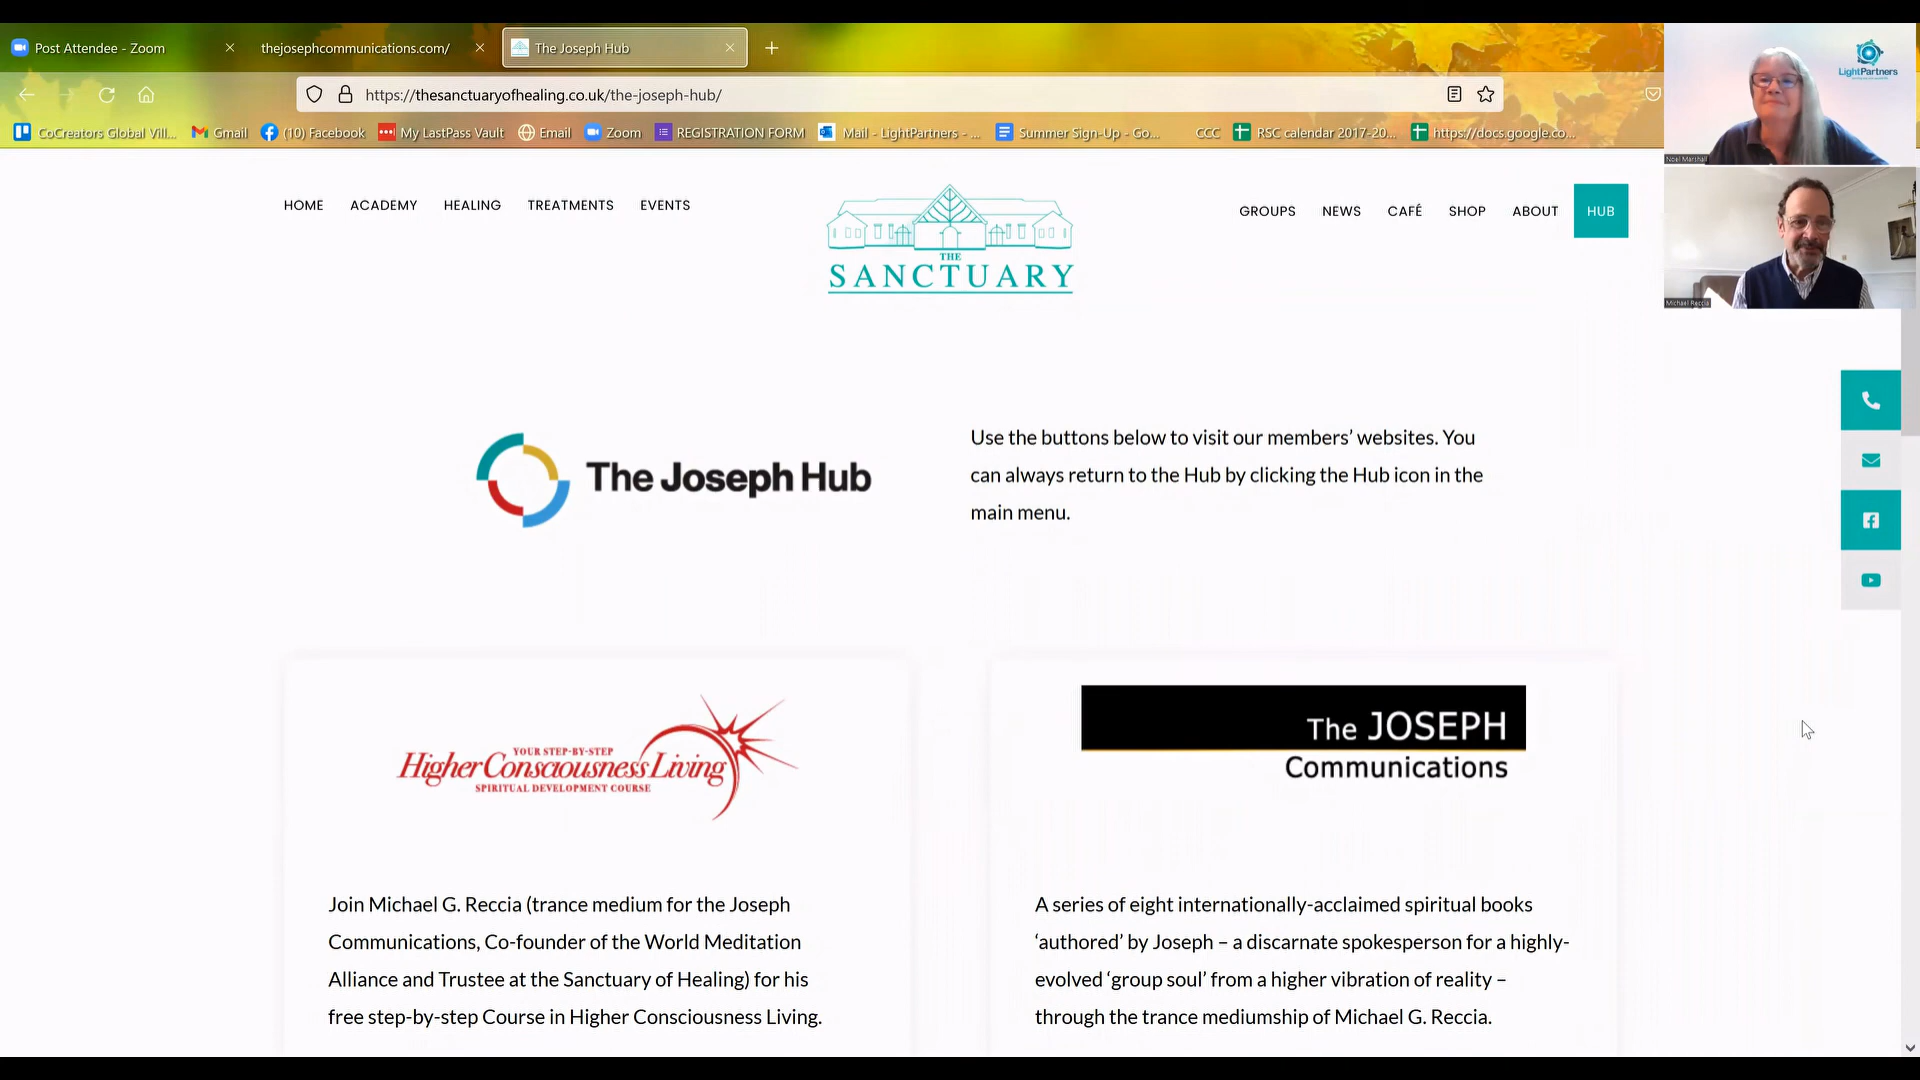 Post Attendee - Zoom
thejosephcommunications.com/
The Joseph Hub
https://thesanctuaryofhealing.co.uk/the-joseph-hub/
CoCreators Global Vill...
Gmail
(10) Facebook
My LastPass Vault
Email
Zoom
REGISTRATION FORM
Mail - LightPartners - ...
Summer Sign-Up - Go...
CCC
RSC calendar 2017-20...
https://docs.google.co...
LightPartners
Noel Marshall
Michael Reccia
HOME
ACADEMY
HEALING
TREATMENTS
EVENTS
THE
SANCTUARY
GROUPS
NEWS
CAFÉ
SHOP
ABOUT
HUB
The Joseph Hub
Use the buttons below to visit our members’ websites. You
can always return to the Hub by clicking the Hub icon in the
main menu.
YOUR STEP-BY-STEP
Higher Consciousness Living
SPIRITUAL DEVELOPMENT COURSE
Join Michael G. Reccia (trance medium for the Joseph
Communications, Co-founder of the World Meditation
Alliance and Trustee at the Sanctuary of Healing) for his
free step-by-step Course in Higher Consciousness Living.
The JOSEPH
Communications
A series of eight internationally-acclaimed spiritual books
‘authored’ by Joseph – a discarnate spokesperson for a highly-
evolved ‘group soul’ from a higher vibration of reality –
through the trance mediumship of Michael G. Reccia.